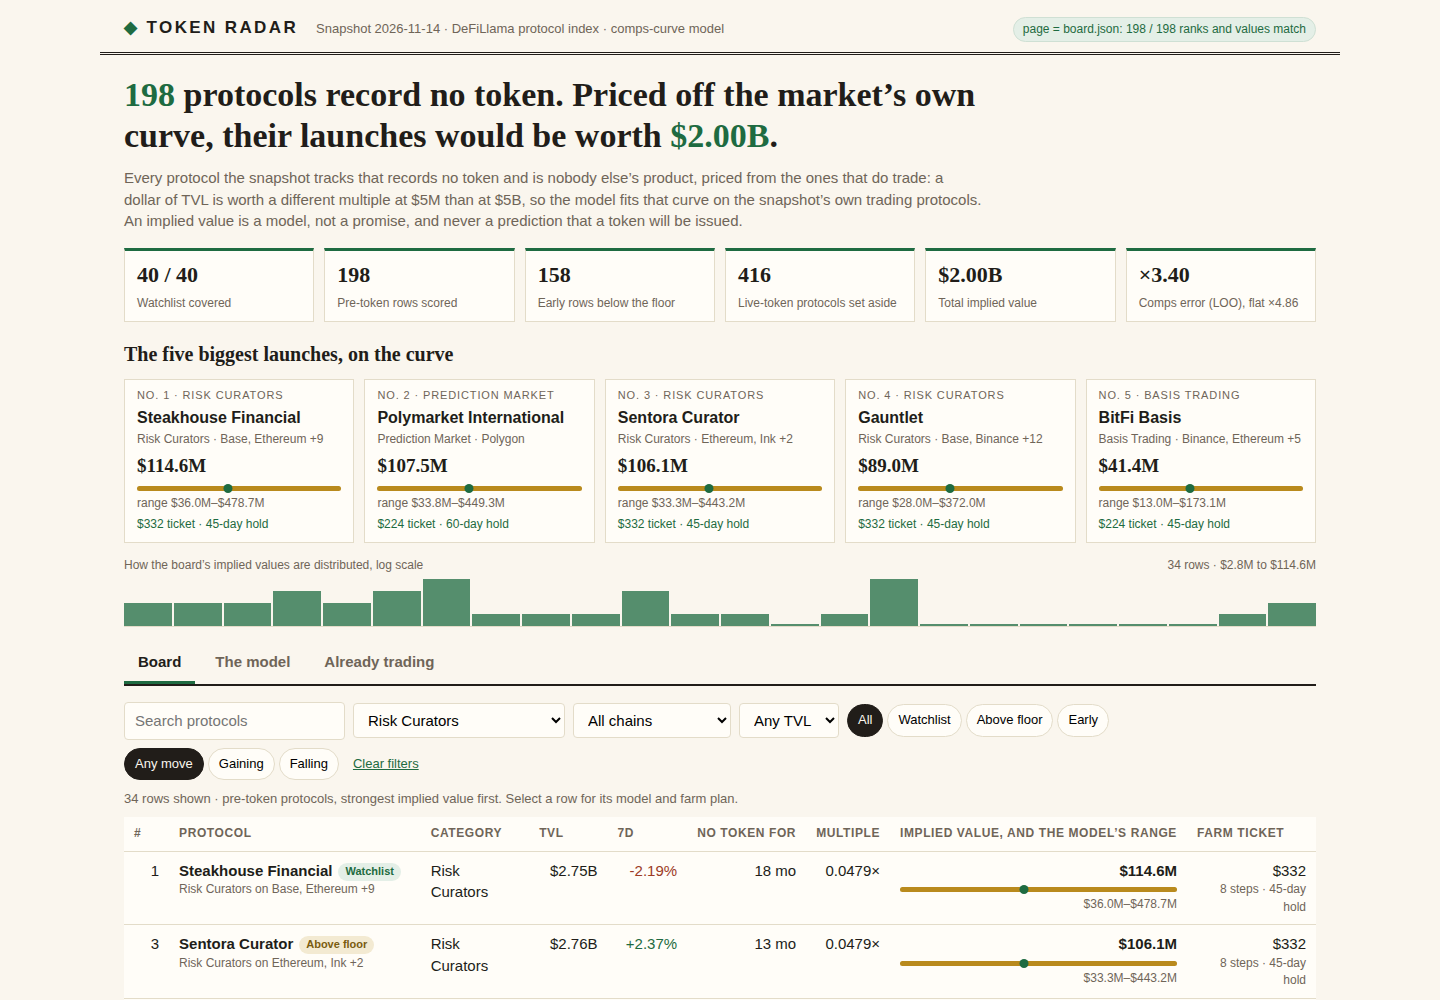 ◆ TOKEN RADAR Snapshot 2026-11-14 · DeFiLlama protocol index · comps-curve model page = board.json: 198 / 198 ranks and values match
198 protocols record no token. Priced off the market’s own
curve, their launches would be worth $2.00B.
Every protocol the snapshot tracks that records no token and is nobody else’s product, priced from the ones that do trade: a
dollar of TVL is worth a different multiple at $5M than at $5B, so the model fits that curve on the snapshot’s own trading protocols.
An implied value is a model, not a promise, and never a prediction that a token will be issued.
40 / 40
Watchlist covered
198
Pre-token rows scored
158
Early rows below the floor
416
Live-token protocols set aside
$2.00B
Total implied value
×3.40
Comps error (LOO), flat ×4.86
The five biggest launches, on the curve
NO. 1 · RISK CURATORS
Steakhouse Financial
Risk Curators · Base, Ethereum +9
$114.6M
range $36.0M–$478.7M
$332 ticket · 45-day hold
NO. 2 · PREDICTION MARKET
Polymarket International
Prediction Market · Polygon
$107.5M
range $33.8M–$449.3M
$224 ticket · 60-day hold
NO. 3 · RISK CURATORS
Sentora Curator
Risk Curators · Ethereum, Ink +2
$106.1M
range $33.3M–$443.2M
$332 ticket · 45-day hold
NO. 4 · RISK CURATORS
Gauntlet
Risk Curators · Base, Binance +12
$89.0M
range $28.0M–$372.0M
$332 ticket · 45-day hold
NO. 5 · BASIS TRADING
BitFi Basis
Basis Trading · Binance, Ethereum +5
$41.4M
range $13.0M–$173.1M
$224 ticket · 45-day hold
How the board’s implied values are distributed, log scale 34 rows · $2.8M to $114.6M
Board The model Already trading
Search protocols Risk Curators All chains Any TVL All Watchlist Above floor Early
Any move Gaining Falling Clear filters
34 rows shown · pre-token protocols, strongest implied value first. Select a row for its model and farm plan.
# PROTOCOL CATEGORY TVL 7D NO TOKEN FOR MULTIPLE IMPLIED VALUE, AND THE MODEL’S RANGE FARM TICKET
1 Steakhouse Financial Watchlist Risk $2.75B -2.19% 18 mo 0.0479× $114.6M $332
Risk Curators on Base, Ethereum +9 Curators $36.0M–$478.7M 8 steps · 45-day
hold
3 Sentora Curator Above floor Risk $2.76B +2.37% 13 mo 0.0479× $106.1M $332
Risk Curators on Ethereum, Ink +2 Curators $33.3M–$443.2M 8 steps · 45-day
hold